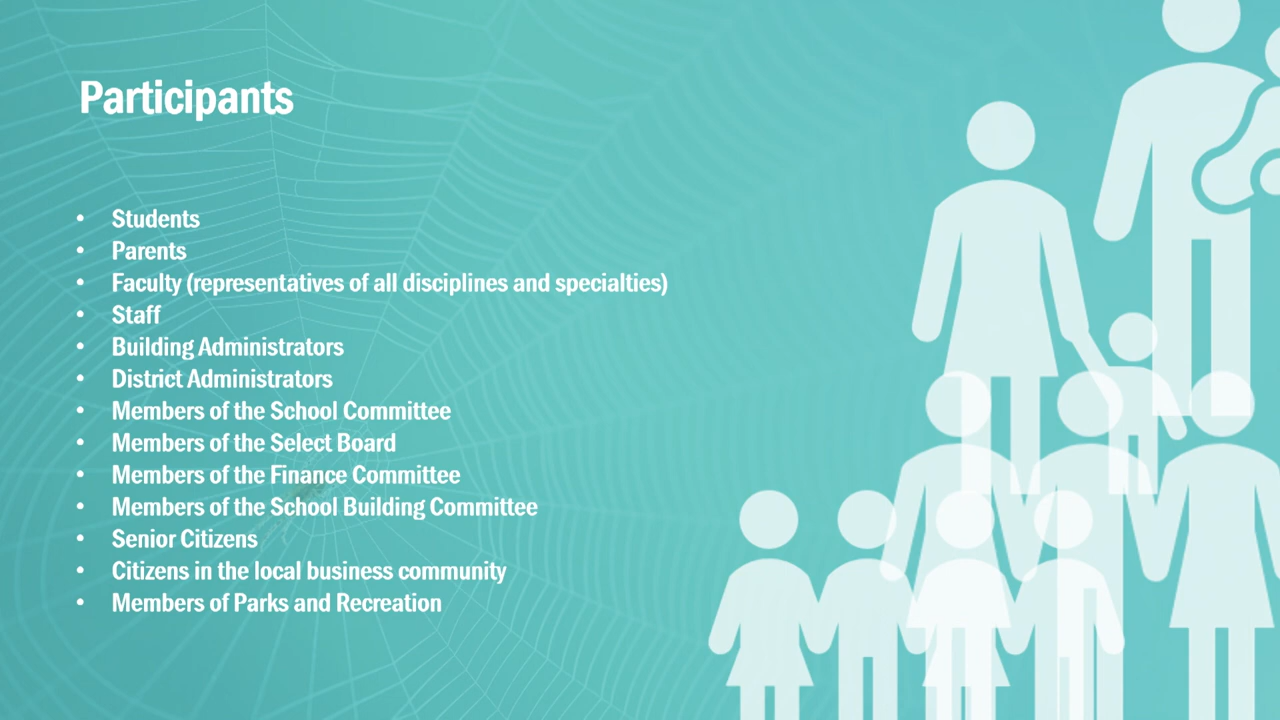 Participants
• Students
• Parents
• Faculty (representatives of all disciplines and specialties)
• Staff
• Building Administrators
• District Administrators
• Members of the School Committee
• Members of the Select Board
• Members of the Finance Committee
• Members of the School Building Committee
• Senior Citizens
• Citizens in the local business community
• Members of Parks and Recreation